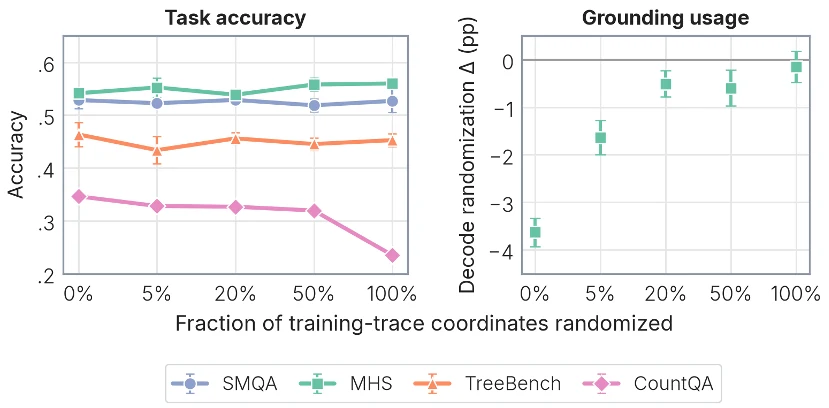 Task accuracy
Grounding usage
Accuracy
.6
.5
.4
.3
.2
0% 5% 20% 50% 100%
Decode randomization Δ (pp)
0
−1
−2
−3
−4
0% 5% 20% 50% 100%
Fraction of training-trace coordinates randomized
SMQA MHS TreeBench CountQA